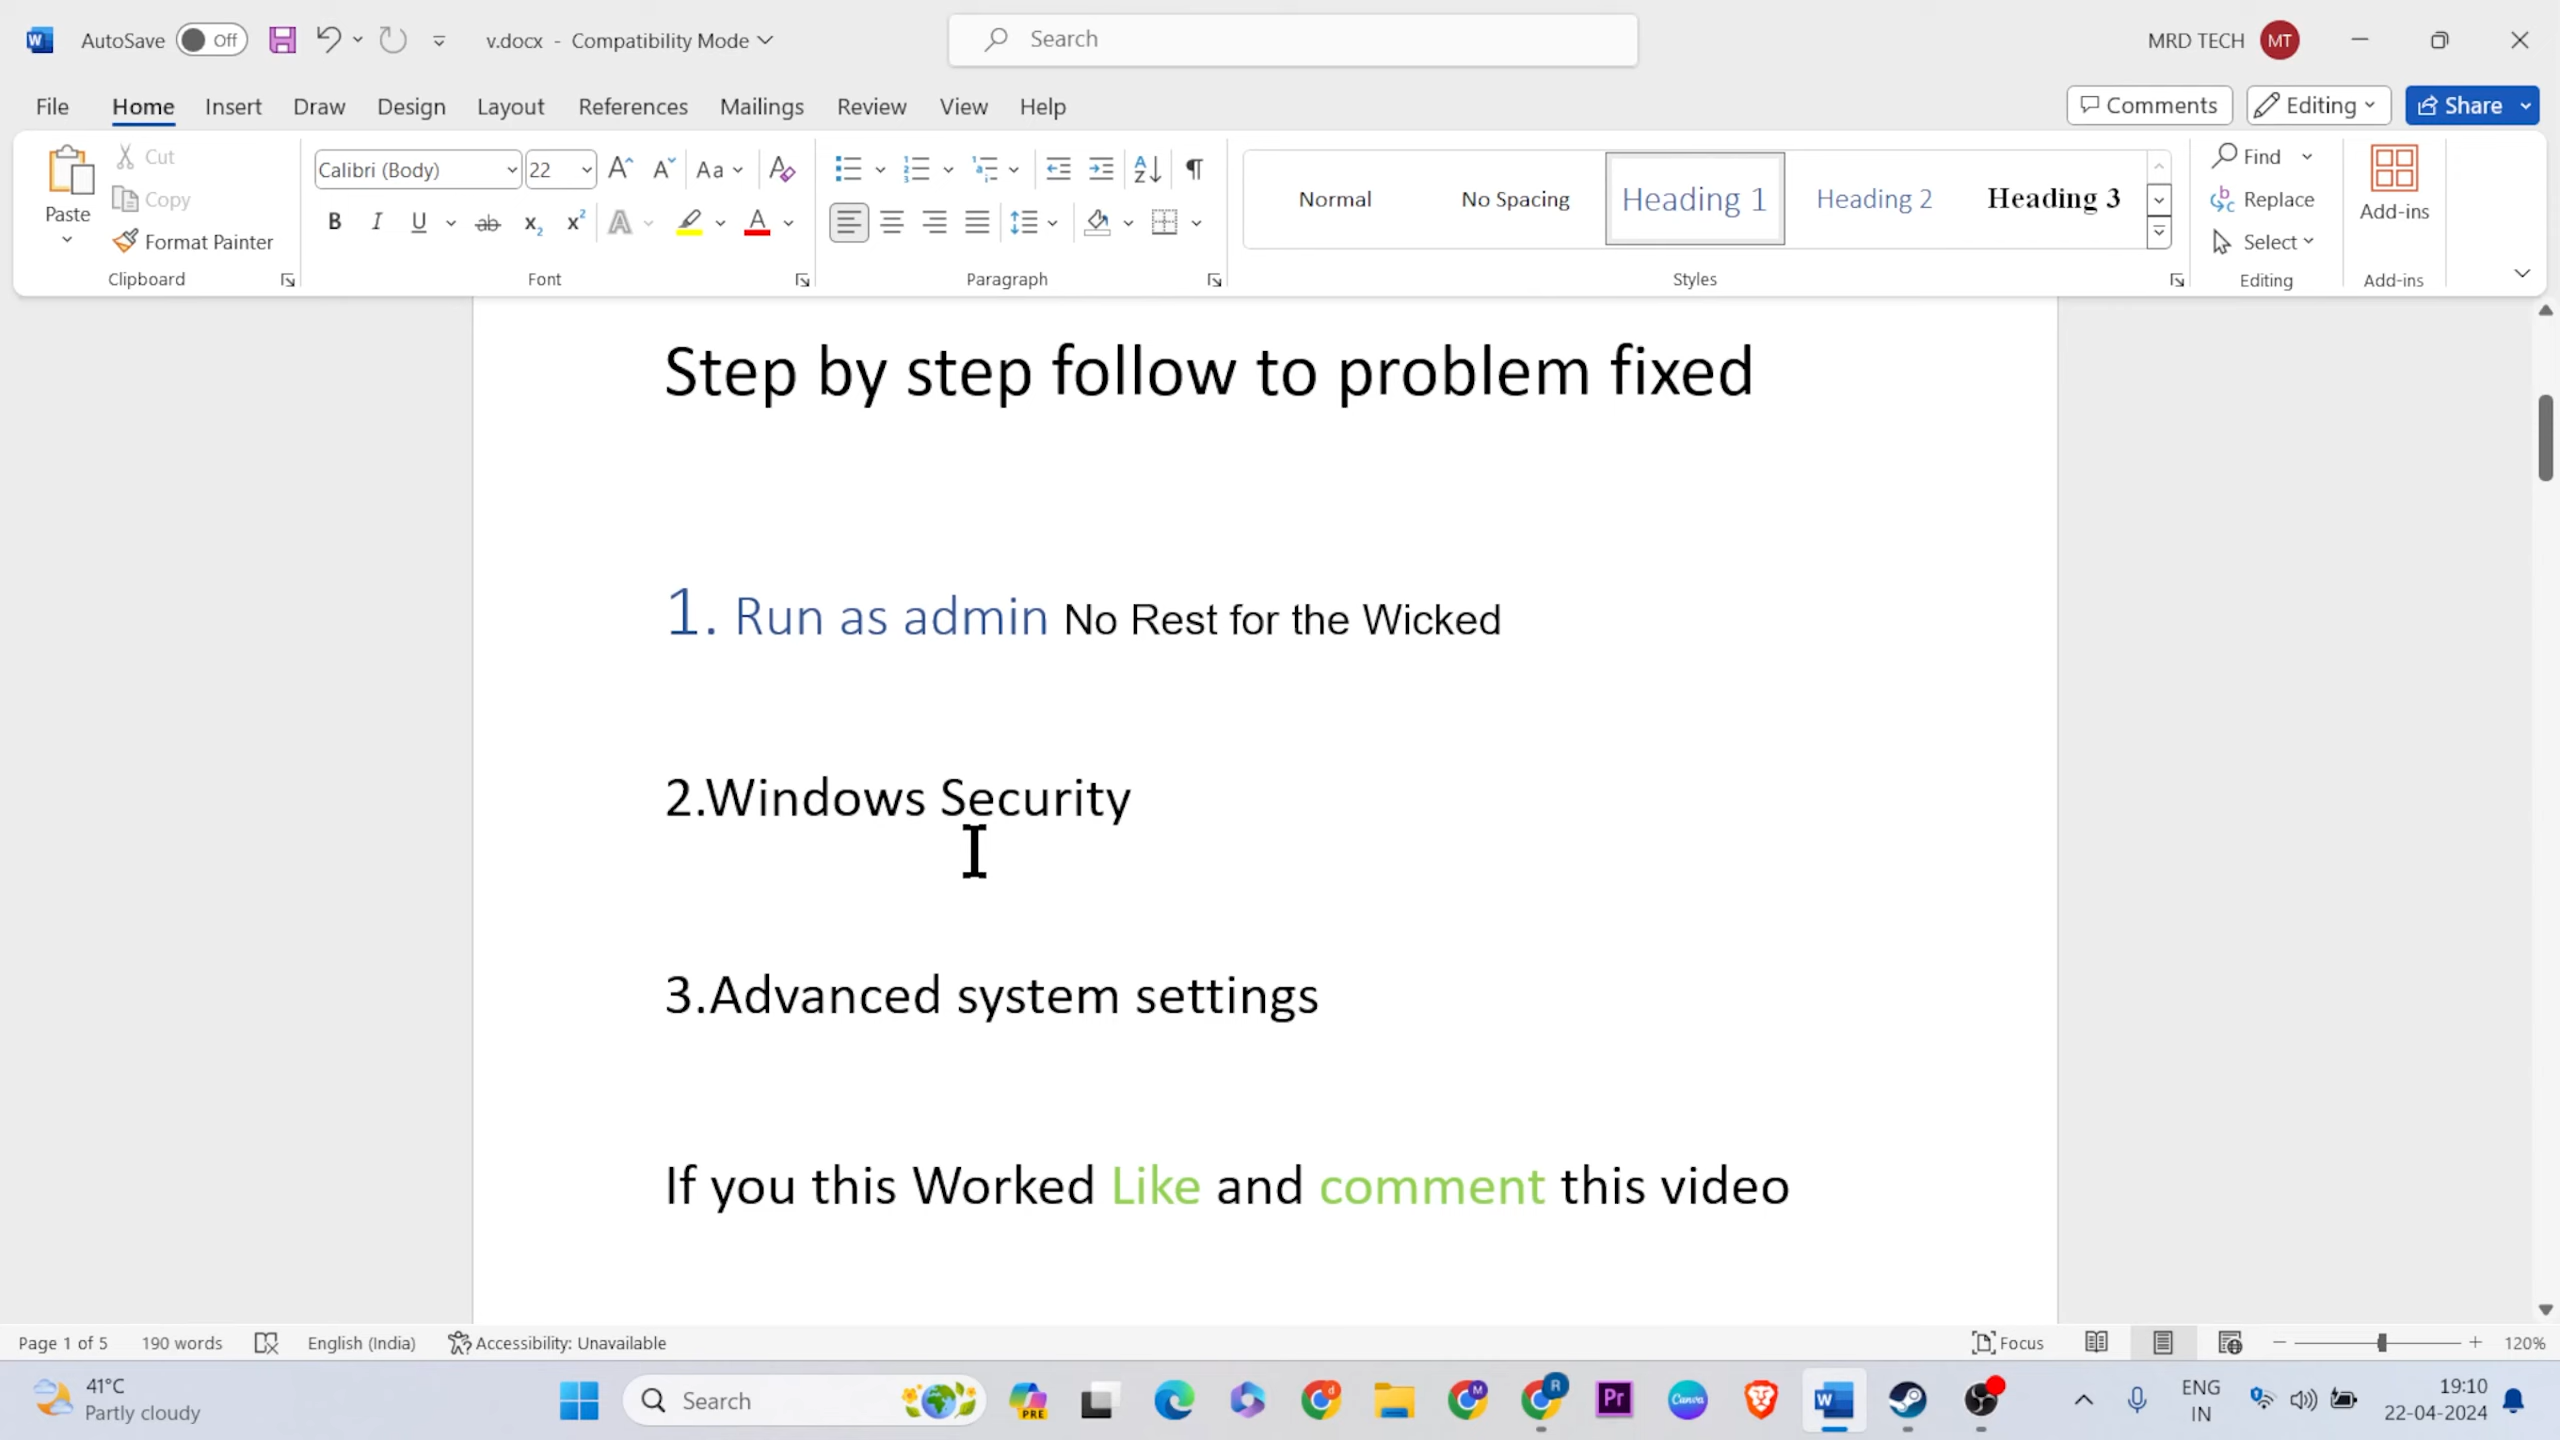 AutoSave Off v.docx - Compatibility Mode Search MRD TECH MT
File Home Insert Draw Design Layout References Mailings Review View Help Comments Editing Share
Paste Cut Copy Format Painter
Calibri (Body) 22
Normal No Spacing Heading 1 Heading 2 Heading 3
Find Replace Select Add-ins
Clipboard Font Paragraph Styles Editing Add-ins
Step by step follow to problem fixed
1. Run as admin No Rest for the Wicked
2.Windows Security
3.Advanced system settings
If you this Worked Like and comment this video
Page 1 of 5 190 words English (India) Accessibility: Unavailable Focus 120%
41°C
Partly cloudy
Search
PRE
d
M
R
Pr
Canva
W
ENG
IN
19:10
22-04-2024